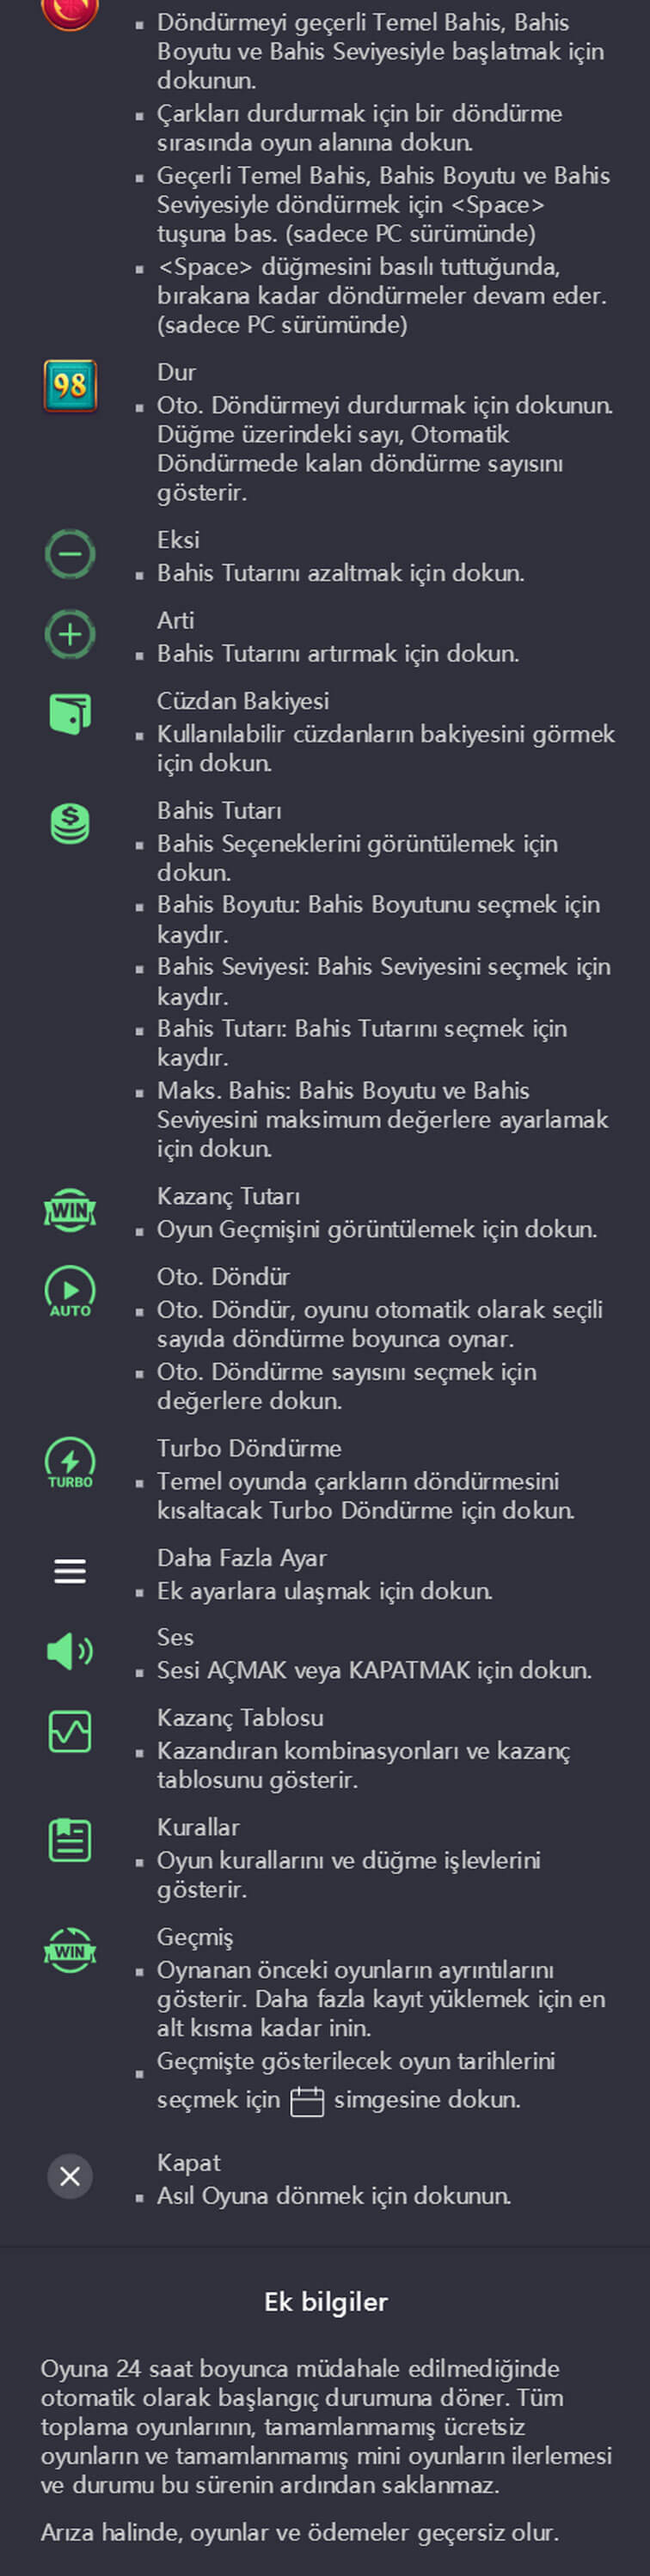 ▪ Döndürmeyi geçerli Temel Bahis, Bahis
Boyutu ve Bahis Seviyesiyle başlatmak için
dokunun.
▪ Çarkları durdurmak için bir döndürme
sırasında oyun alanına dokun.
▪ Geçerli Temel Bahis, Bahis Boyutu ve Bahis
Seviyesiyle döndürmek için <Space>
tuşuna bas. (sadece PC sürümünde)
▪ <Space> düğmesini basılı tuttuğunda,
bırakana kadar döndürmeler devam eder.
(sadece PC sürümünde)
98
Dur
▪ Oto. Döndürmeyi durdurmak için dokunun.
Düğme üzerindeki sayı, Otomatik
Döndürmede kalan döndürme sayısını
gösterir.
Eksi
▪ Bahis Tutarını azaltmak için dokun.
Arti
▪ Bahis Tutarını artırmak için dokun.
Cüzdan Bakiyesi
▪ Kullanılabilir cüzdanların bakiyesini görmek
için dokun.
Bahis Tutarı
▪ Bahis Seçeneklerini görüntülemek için
dokun.
▪ Bahis Boyutu: Bahis Boyutunu seçmek için
kaydır.
▪ Bahis Seviyesi: Bahis Seviyesini seçmek için
kaydır.
▪ Bahis Tutarı: Bahis Tutarını seçmek için
kaydır.
▪ Maks. Bahis: Bahis Boyutu ve Bahis
Seviyesini maksimum değerlere ayarlamak
için dokun.
WIN
Kazanç Tutarı
▪ Oyun Geçmişini görüntülemek için dokun.
AUTO
Oto. Döndür
▪ Oto. Döndür, oyunu otomatik olarak seçili
sayıda döndürme boyunca oynar.
▪ Oto. Döndürme sayısını seçmek için
değerlere dokun.
TURBO
Turbo Döndürme
▪ Temel oyunda çarkların döndürmesini
kısaltacak Turbo Döndürme için dokun.
Daha Fazla Ayar
▪ Ek ayarlara ulaşmak için dokun.
Ses
▪ Sesi AÇMAK veya KAPATMAK için dokun.
Kazanç Tablosu
▪ Kazandıran kombinasyonları ve kazanç
tablosunu gösterir.
Kurallar
▪ Oyun kurallarını ve düğme işlevlerini
gösterir.
WIN
Geçmiş
▪ Oynanan önceki oyunların ayrıntılarını
gösterir. Daha fazla kayıt yüklemek için en
alt kısma kadar inin.
▪ Geçmişte gösterilecek oyun tarihlerini
seçmek için simgesine dokun.
Kapat
▪ Asıl Oyuna dönmek için dokunun.
Ek bilgiler
Oyuna 24 saat boyunca müdahale edilmediğinde
otomatik olarak başlangıç durumuna döner. Tüm
toplama oyunlarının, tamamlanmamış ücretsiz
oyunların ve tamamlanmamış mini oyunların ilerlemesi
ve durumu bu sürenin ardından saklanmaz.
Arıza halinde, oyunlar ve ödemeler geçersiz olur.